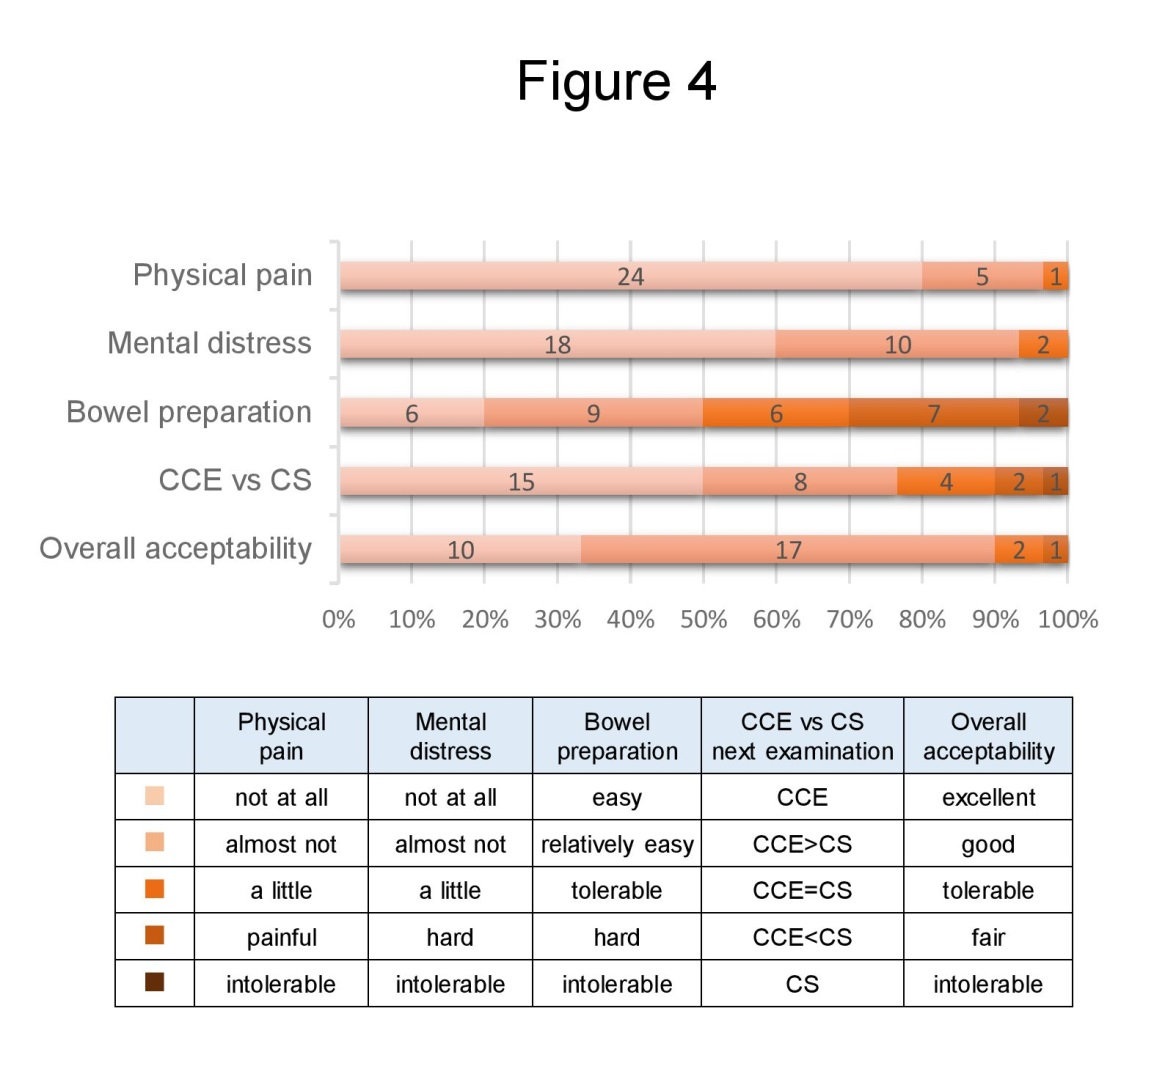 Figure 4
Physical pain 24 5 1
Mental distress 18 10 2
Bowel preparation 6 9 6 7 2
CCE vs CS 15 8 4 2 1
Overall acceptability 10 17 2 1
0% 10% 20% 30% 40% 50% 60% 70% 80% 90% 100%
Physical pain Mental distress Bowel preparation CCE vs CS next examination Overall acceptability
not at all not at all easy CCE excellent
almost not almost not relatively easy CCE>CS good
a little a little tolerable CCE=CS tolerable
painful hard hard CCE<CS fair
intolerable intolerable intolerable CS intolerable